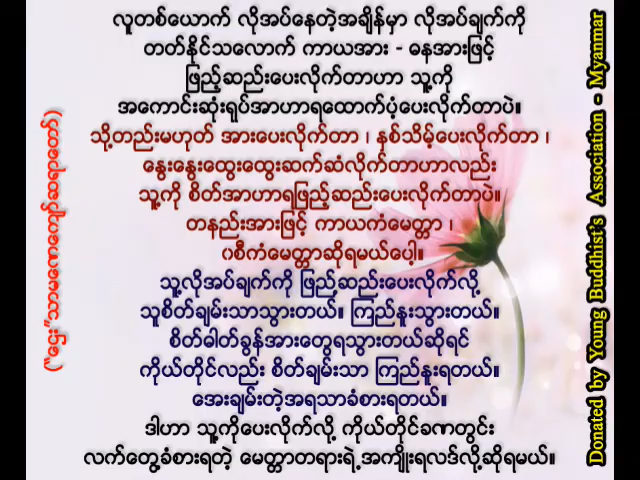 လူတစ်ယောက် လိုအပ်နေတဲ့အချိန်မှာ လိုအပ်ချက်ကို
တတ်နိုင်သလောက် ကာယအား - ဓနအားဖြင့်
ဖြည့်ဆည်းပေးလိုက်တာဟာ သူ့ကို
အကောင်းဆုံးရုပ်အာဟာရထောက်ပံ့ပေးလိုက်တာပဲ။
သို့တည်းမဟုတ် အားပေးလိုက်တာ ၊ နှစ်သိမ့်ပေးလိုက်တာ ၊
နွေးနွေးထွေးထွေးဆက်ဆံလိုက်တာဟာလည်း
သူ့ကို စိတ်အာဟာရဖြည့်ဆည်းပေးလိုက်တာပဲ။
တနည်းအားဖြင့် ကာယကံမေတ္တာ ၊
ဝစီကံမေတ္တာဆိုရမယ်ပေါ့။
သူ့လိုအပ်ချက်ကို ဖြည့်ဆည်းပေးလိုက်လို့
သူစိတ်ချမ်းသာသွားတယ်။ ကြည်နူးသွားတယ်။
စိတ်ဓါတ်ခွန်အားတွေရသွားတယ်ဆိုရင်
ကိုယ်တိုင်လည်း စိတ်ချမ်းသာ ကြည်နူးရတယ်။
အေးချမ်းတဲ့အရသာခံစားရတယ်။
ဒါဟာ သူ့ကိုပေးလိုက်လို့ ကိုယ်တိုင်ခဏတွင်း
လက်တွေ့ခံစားရတဲ့ မေတ္တာတရားရဲ့အကျိုးရလဒ်လို့ဆိုရမယ်။
("ဌေး"သာမဏေကျော်ဆရာတော်)
Donated by Young Buddhist's Association - Myanmar